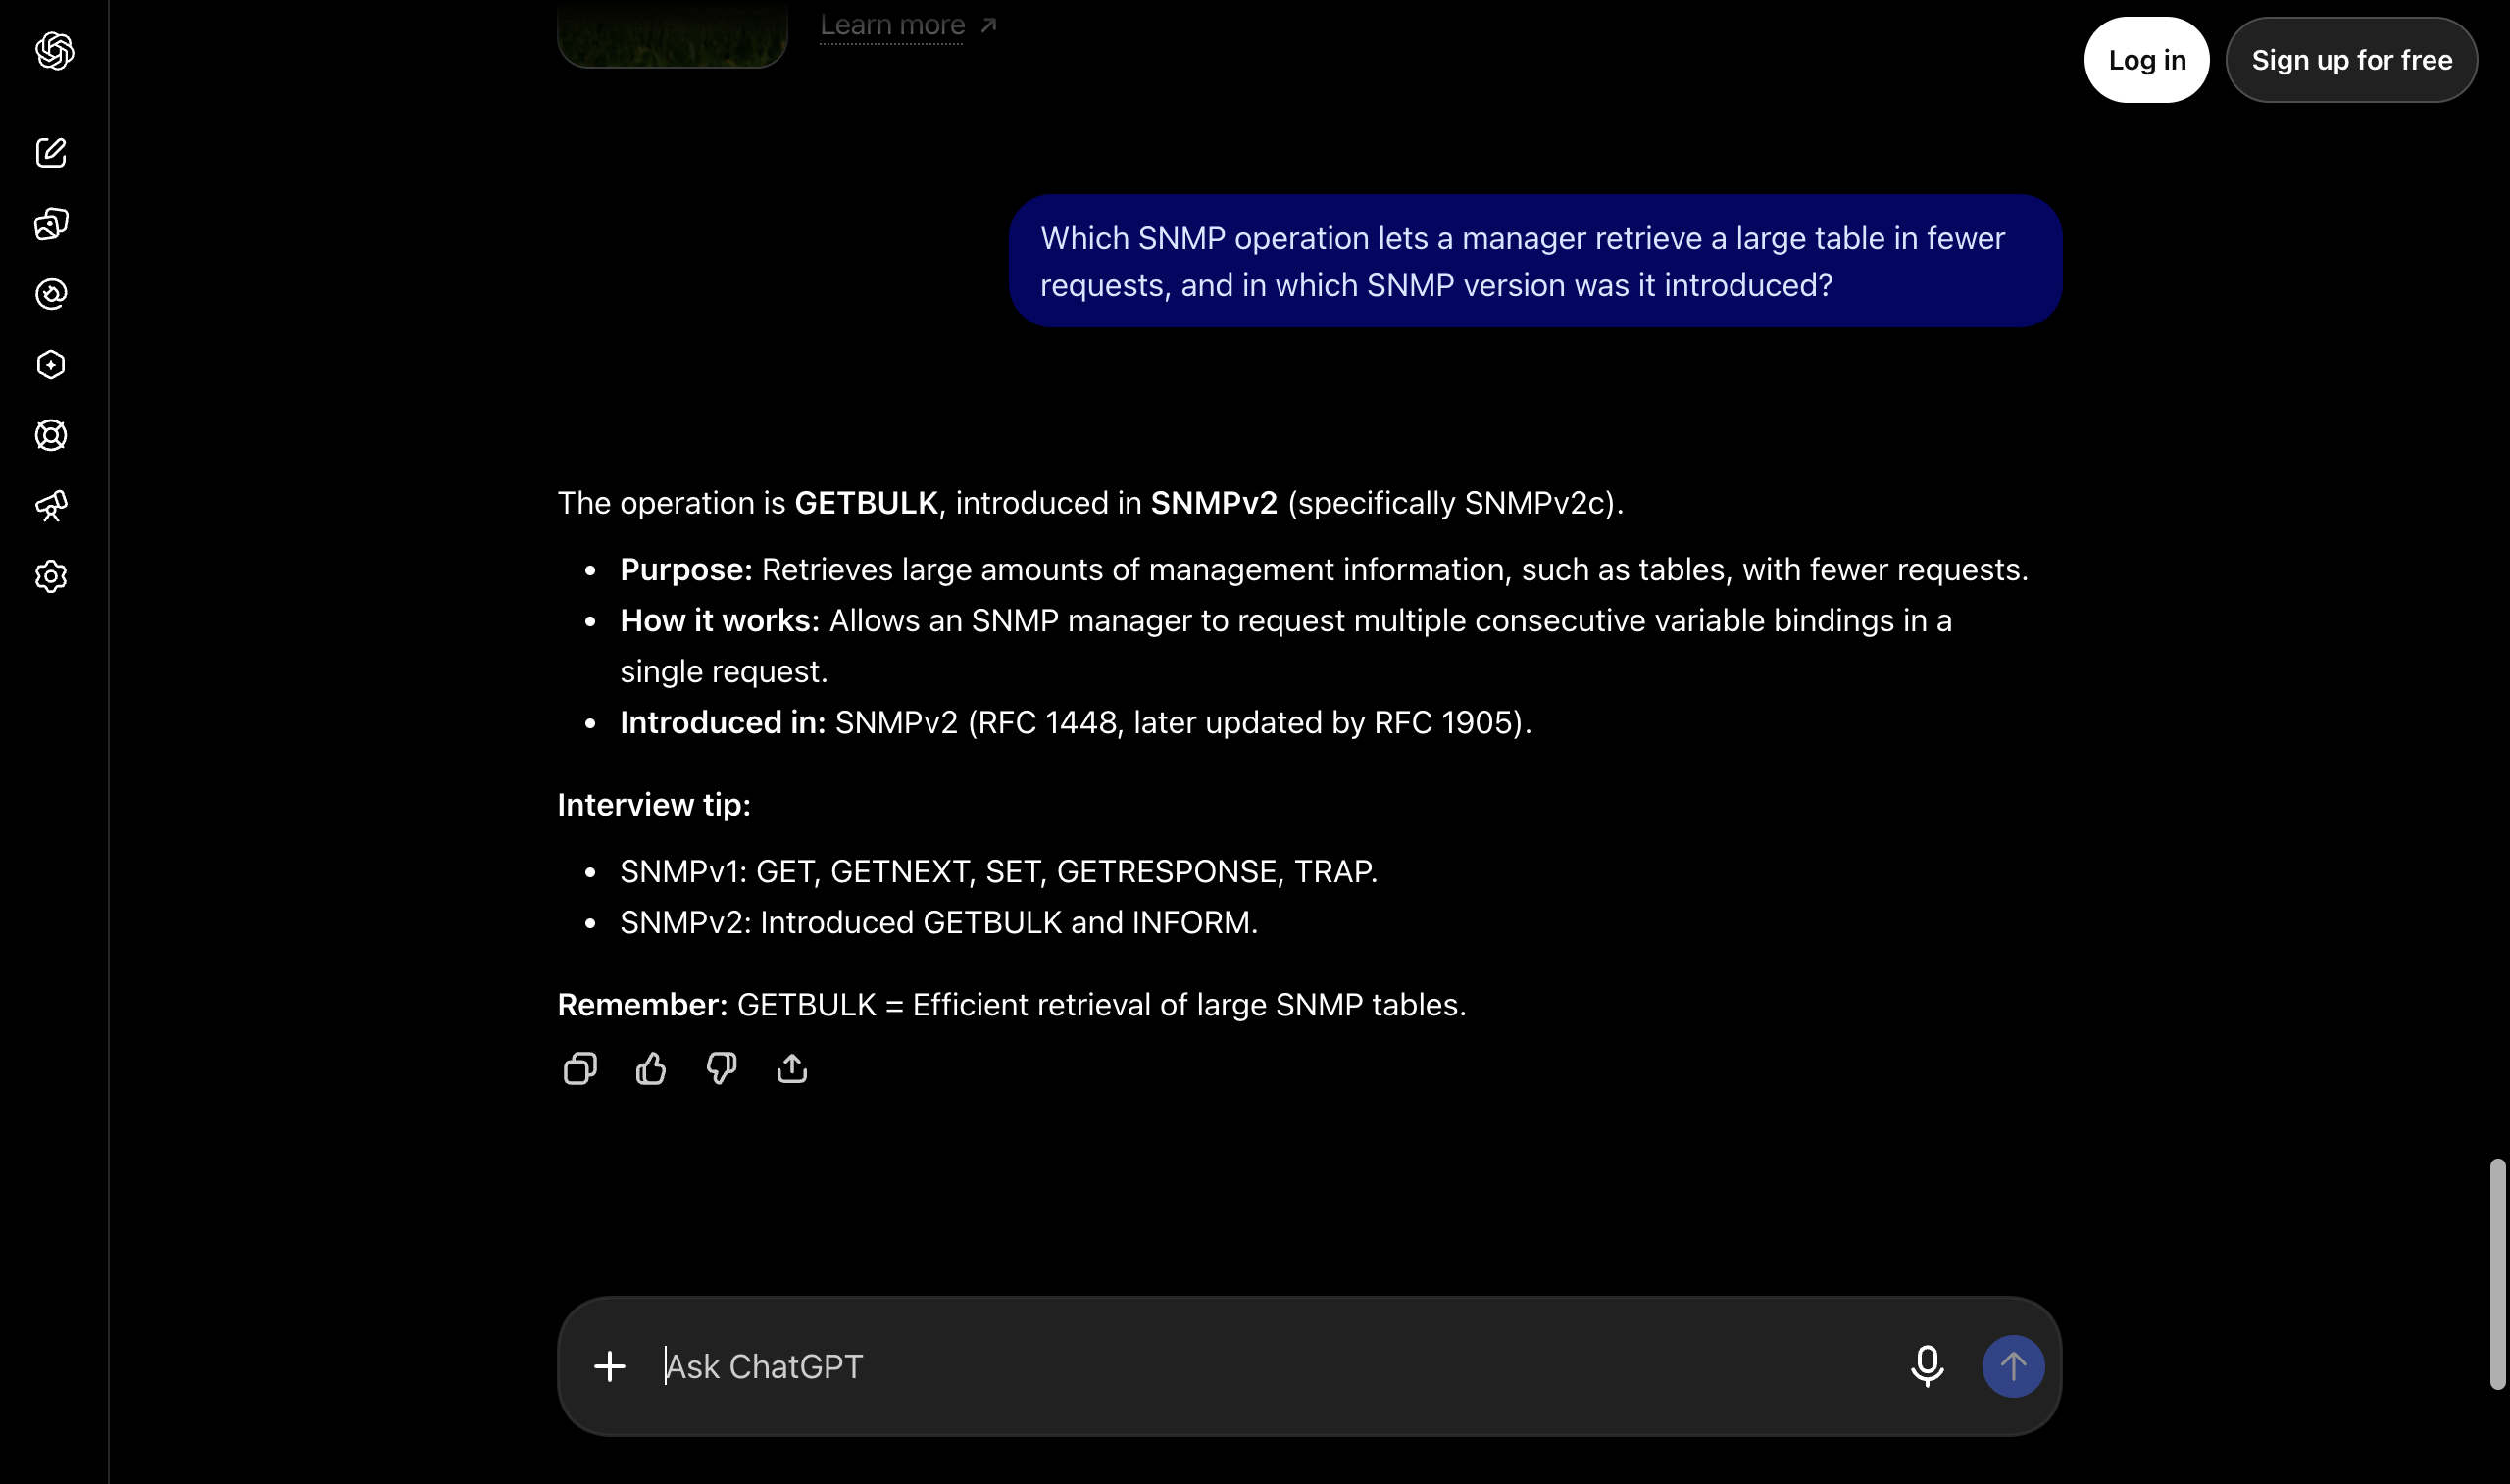 Learn more ↗
Log in
Sign up for free
Which SNMP operation lets a manager retrieve a large table in fewer
requests, and in which SNMP version was it introduced?
The operation is GETBULK, introduced in SNMPv2 (specifically SNMPv2c).
• Purpose: Retrieves large amounts of management information, such as tables, with fewer requests.
• How it works: Allows an SNMP manager to request multiple consecutive variable bindings in a
single request.
• Introduced in: SNMPv2 (RFC 1448, later updated by RFC 1905).
Interview tip:
• SNMPv1: GET, GETNEXT, SET, GETRESPONSE, TRAP.
• SNMPv2: Introduced GETBULK and INFORM.
Remember: GETBULK = Efficient retrieval of large SNMP tables.
Ask ChatGPT